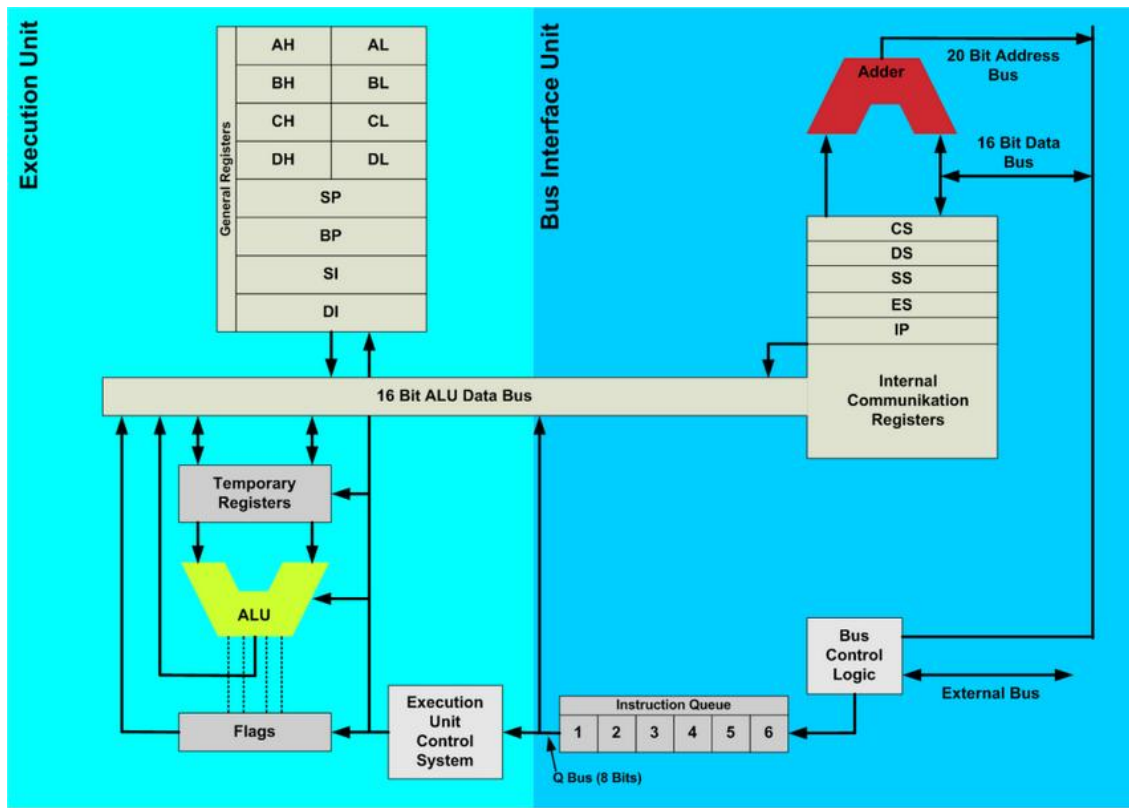 Execution Unit
General Registers
AH
AL
BH
BL
CH
CL
DH
DL
SP
BP
SI
DI
Bus Interface Unit
Adder
20 Bit Address
Bus
16 Bit Data
Bus
CS
DS
SS
ES
IP
Internal
Communikation
Registers
16 Bit ALU Data Bus
Temporary
Registers
ALU
Flags
Execution
Unit
Control
System
Instruction Queue
1
2
3
4
5
6
Q Bus (8 Bits)
Bus
Control
Logic
External Bus